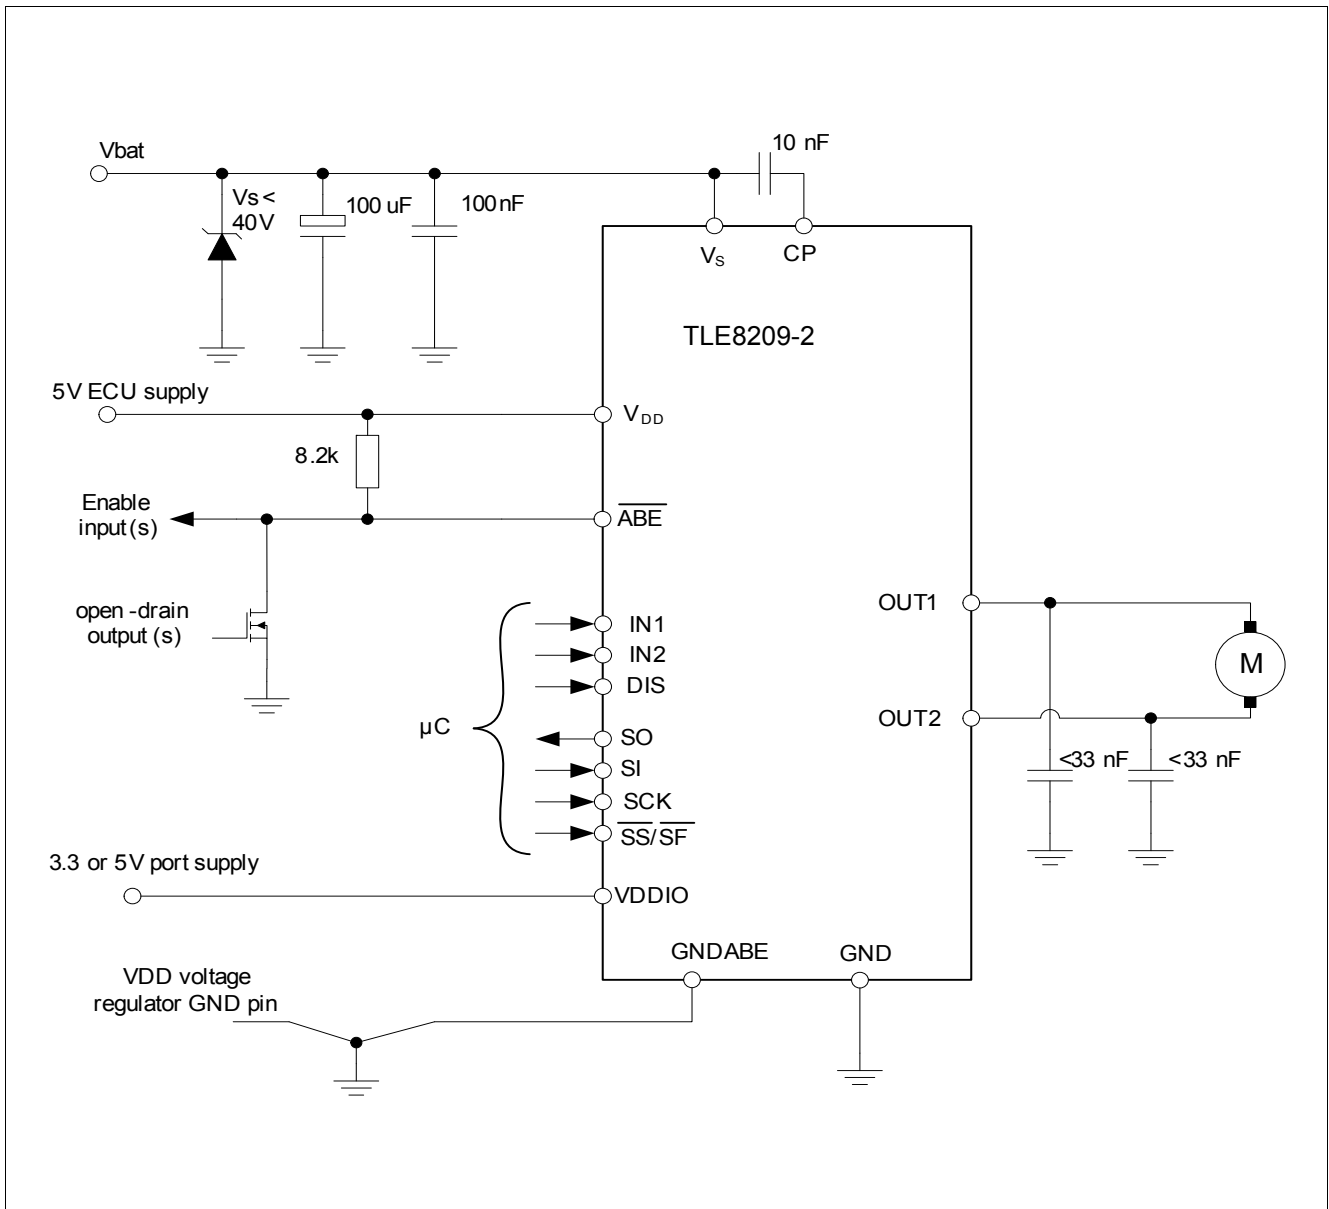 Vbat
10 nF
Vs <
40V
100 uF
100nF
VS
CP
TLE8209-2
5V ECU supply
VDD
8.2k
Enable
input(s)
ABE
open -drain
output (s)
OUT1
IN1
IN2
DIS
M
µC
OUT2
SO
SI
SCK
SS/SF
<33 nF
<33 nF
3.3 or 5V port supply
VDDIO
GNDABE
GND
VDD voltage
regulator GND pin